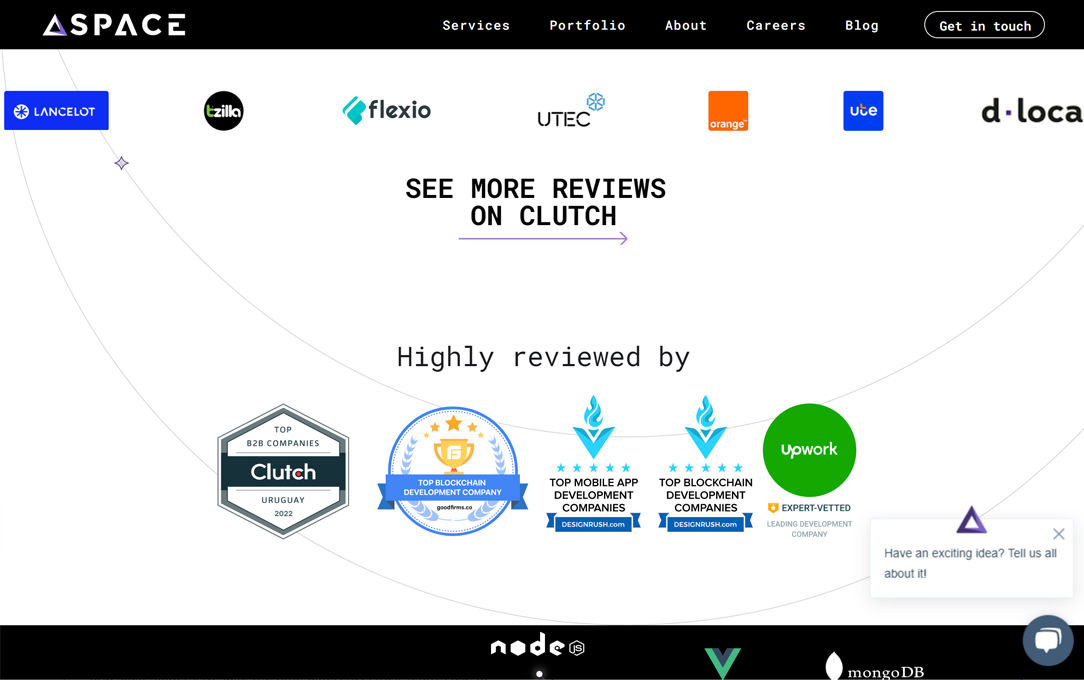 ASPACE
Services
Portfolio
About
Careers
Blog
Get in touch
LANCELOT
tzilla
flexio
UTEC
orange™
ute
d·loca
SEE MORE REVIEWS
ON CLUTCH
Highly reviewed by
TOP
B2B COMPANIES
Clutch
URUGUAY
2022
TOP BLOCKCHAIN
DEVELOPMENT COMPANY
goodfirms.co
TOP MOBILE APP
DEVELOPMENT
COMPANIES
DESIGNRUSH.com
TOP BLOCKCHAIN
DEVELOPMENT
COMPANIES
DESIGNRUSH.com
Upwork
EXPERT-VETTED
LEADING DEVELOPMENT
COMPANY
Have an exciting idea? Tell us all
about it!
node
JS
mongoDB